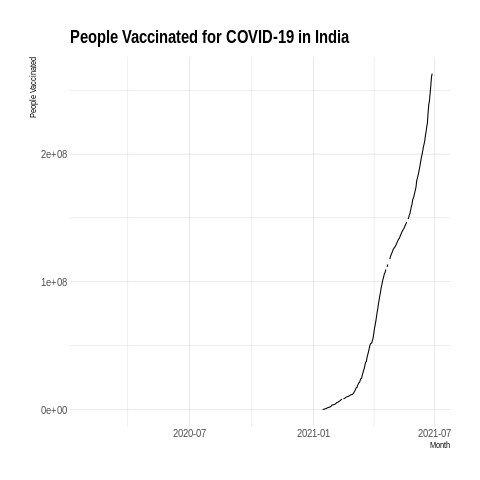 People Vaccinated for COVID-19 in India
People Vaccinated
2e+08
1e+08
0e+00
2020-07
2021-01
2021-07
Month